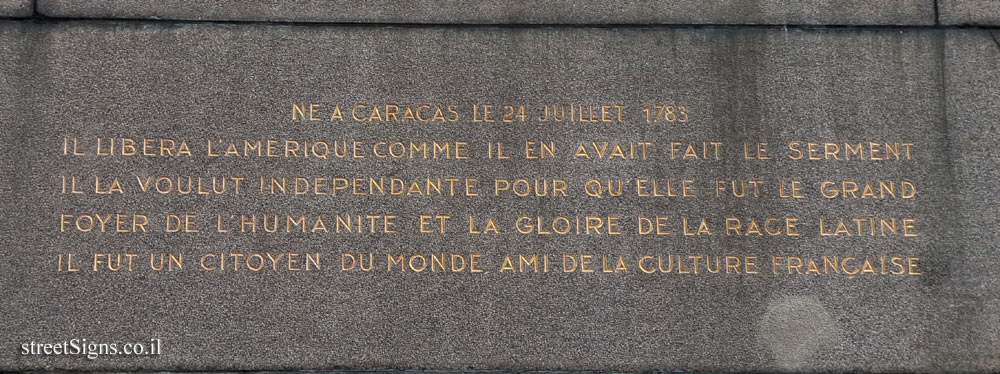 NE A CARACAS LE 24 JUILLET 1783
IL LIBERA L'AMERIQUE COMME IL EN AVAIT FAIT LE SERMENT
IL LA VOULUT INDEPENDANTE POUR QU'ELLE FUT LE GRAND
FOYER DE L'HUMANITE ET LA GLOIRE DE LA RACE LATINE
IL FUT UN CITOYEN DU MONDE AMI DE LA CULTURE FRANÇAISE
streetSigns.co.il